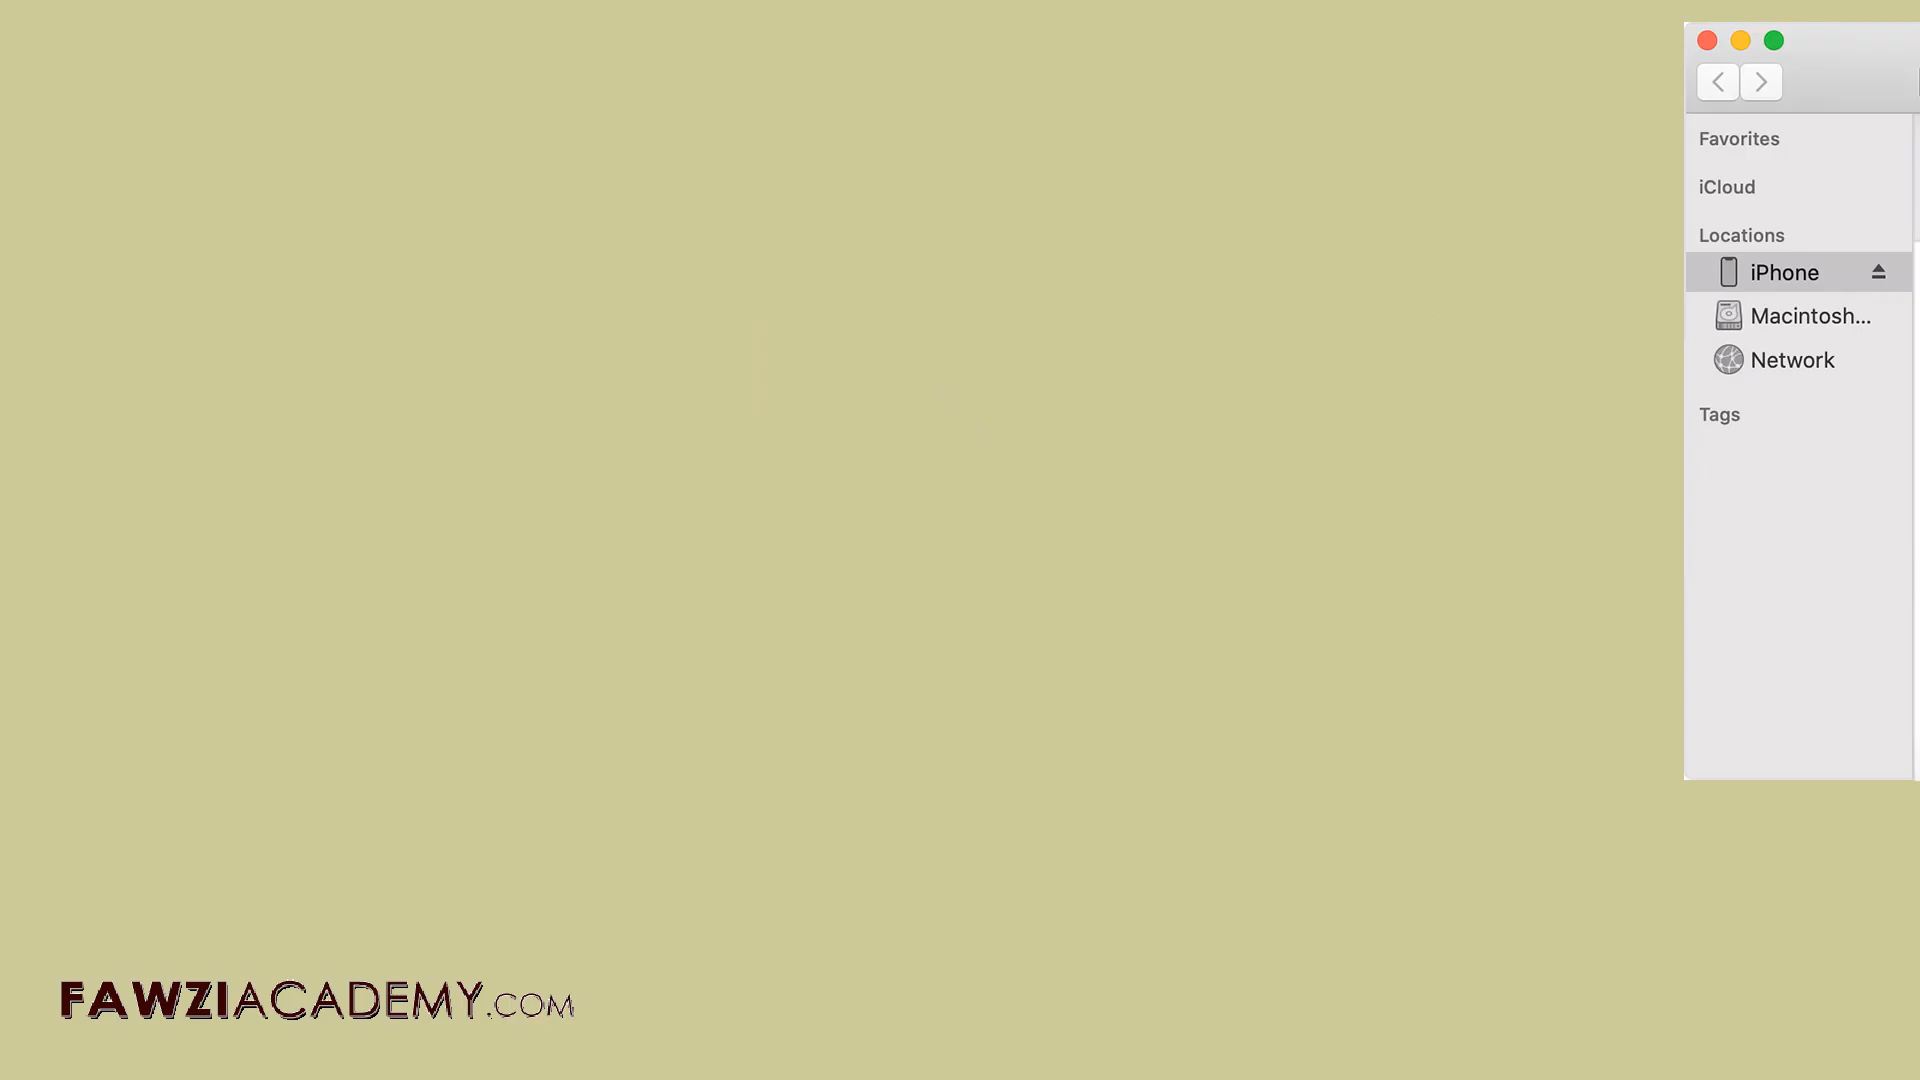 Favorites
iCloud
Locations
iPhone
Macintosh...
Network
Tags
FAWZIACADEMY.COM